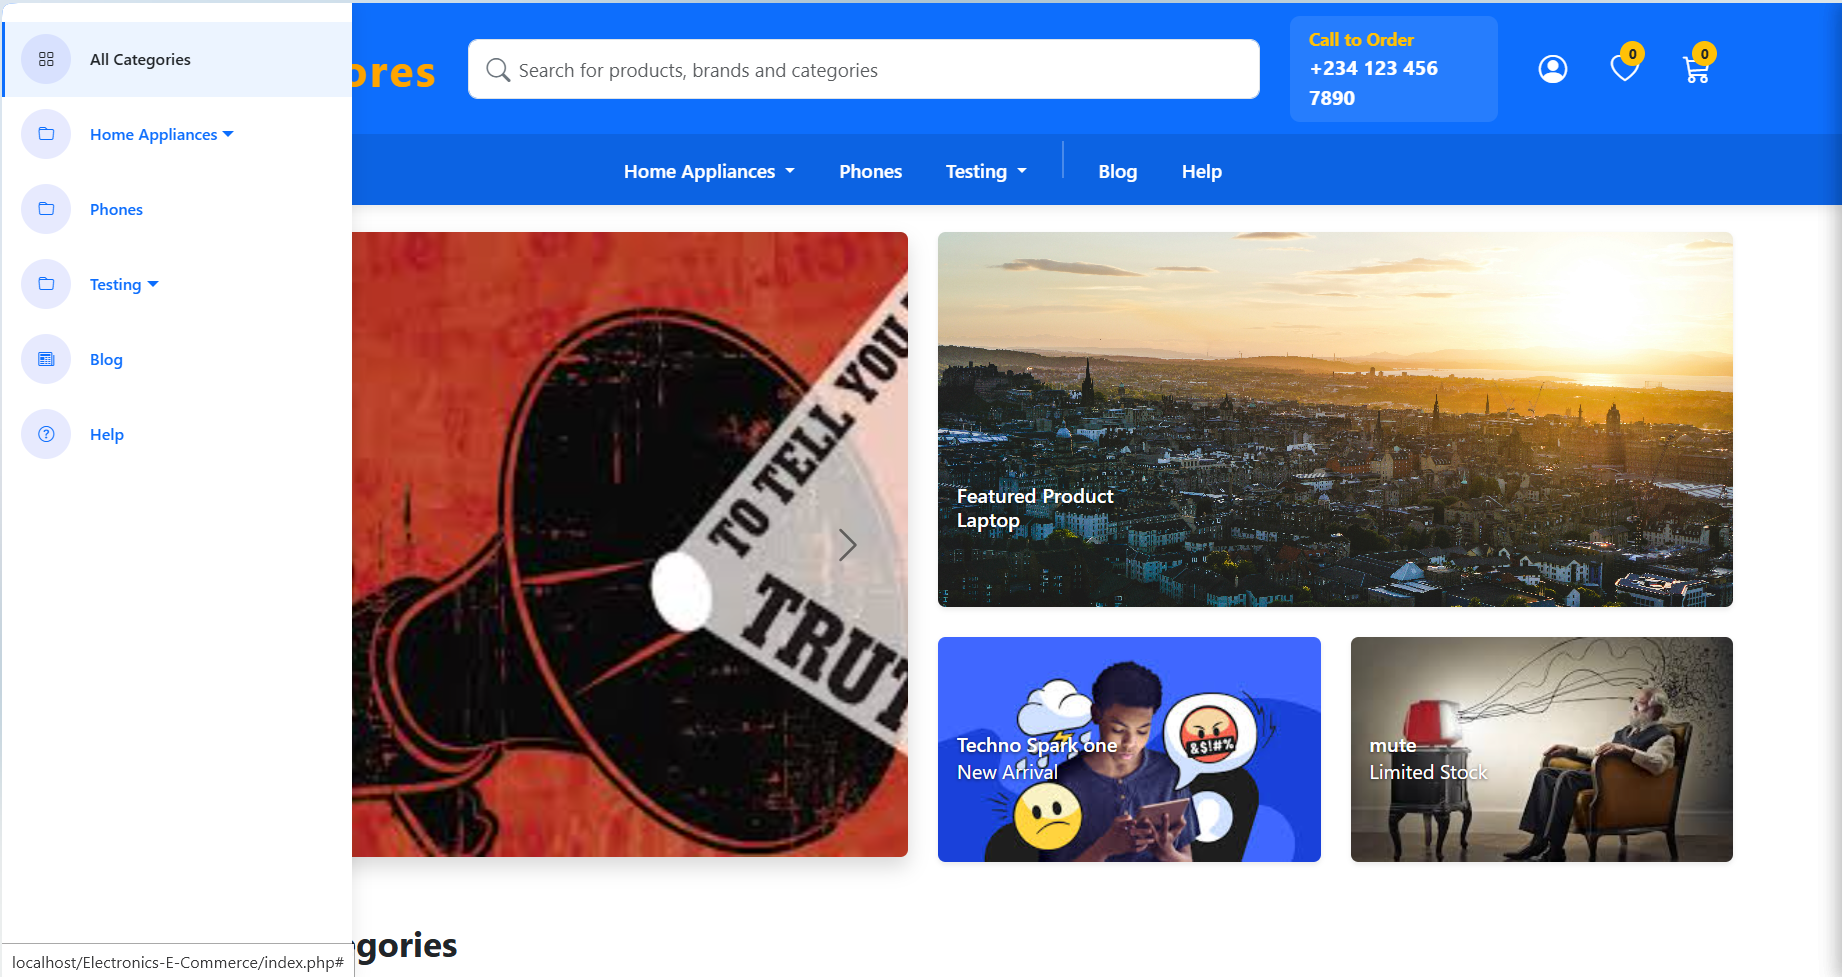 All Categories
Home Appliances
Phones
Testing
Blog
Help
ores
Search for products, brands and categories
Call to Order
+234 123 456
7890
0
0
Home Appliances
Phones
Testing
Blog
Help
TO TELL YOU
TRUT
Featured Product
Laptop
&$!#%
Techno Spark one
New Arrival
mute
Limited Stock
gories
localhost/Electronics-E-Commerce/index.php#